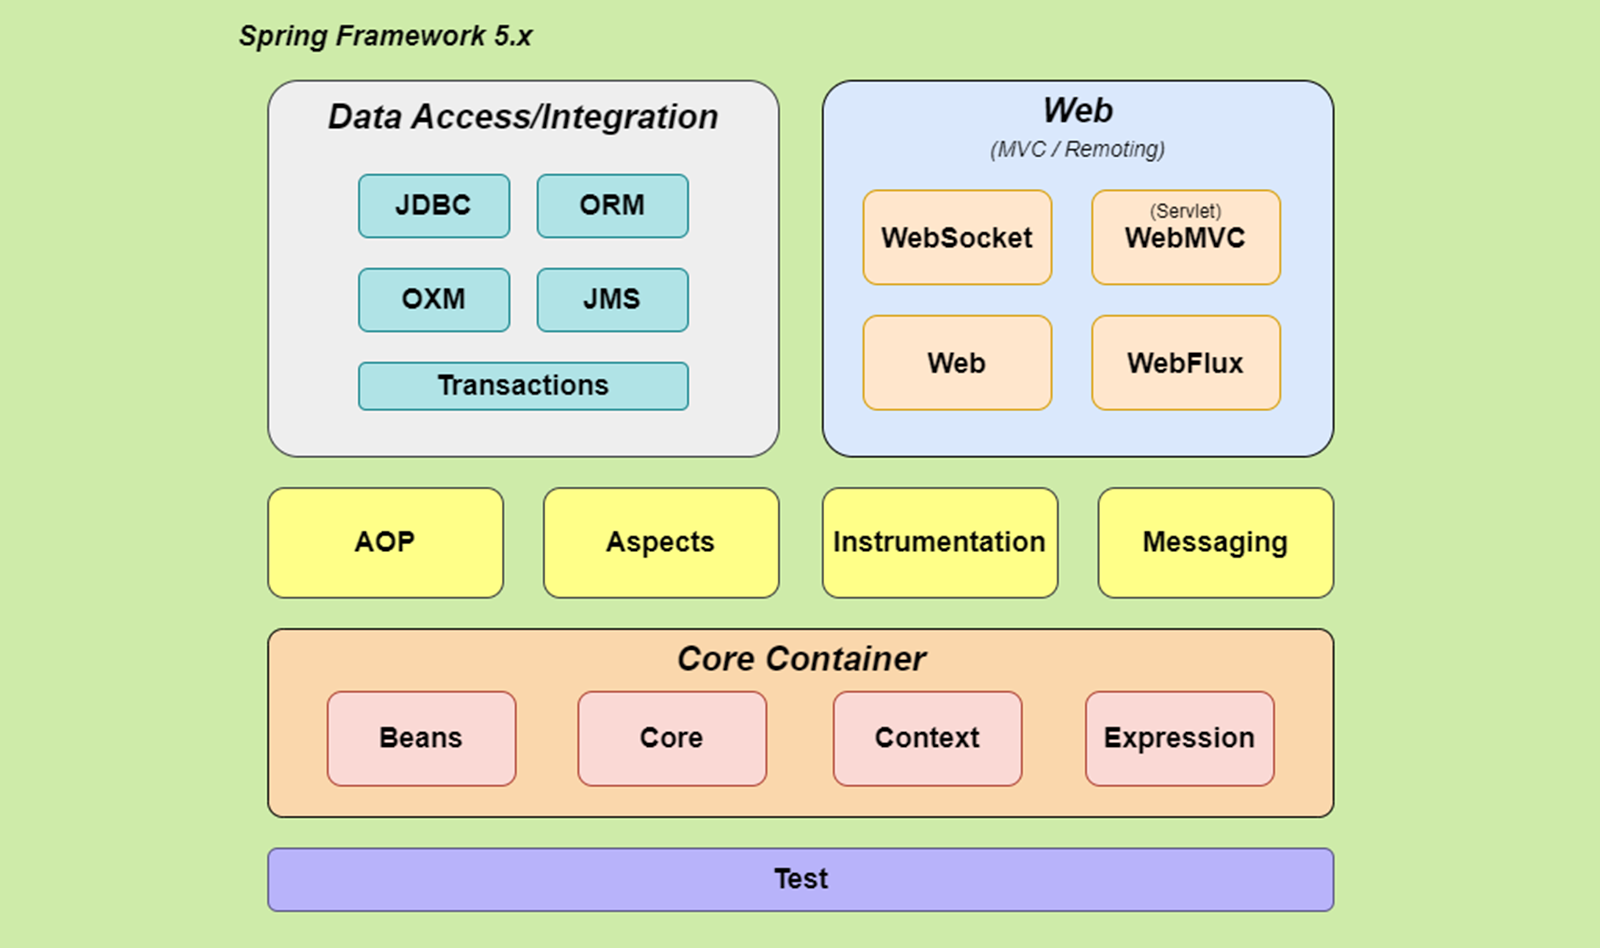 Spring Framework 5.x
Data Access/Integration
JDBC
ORM
OXM
JMS
Transactions
Web
(MVC / Remoting)
WebSocket
(Servlet)
WebMVC
Web
WebFlux
AOP
Aspects
Instrumentation
Messaging
Core Container
Beans
Core
Context
Expression
Test